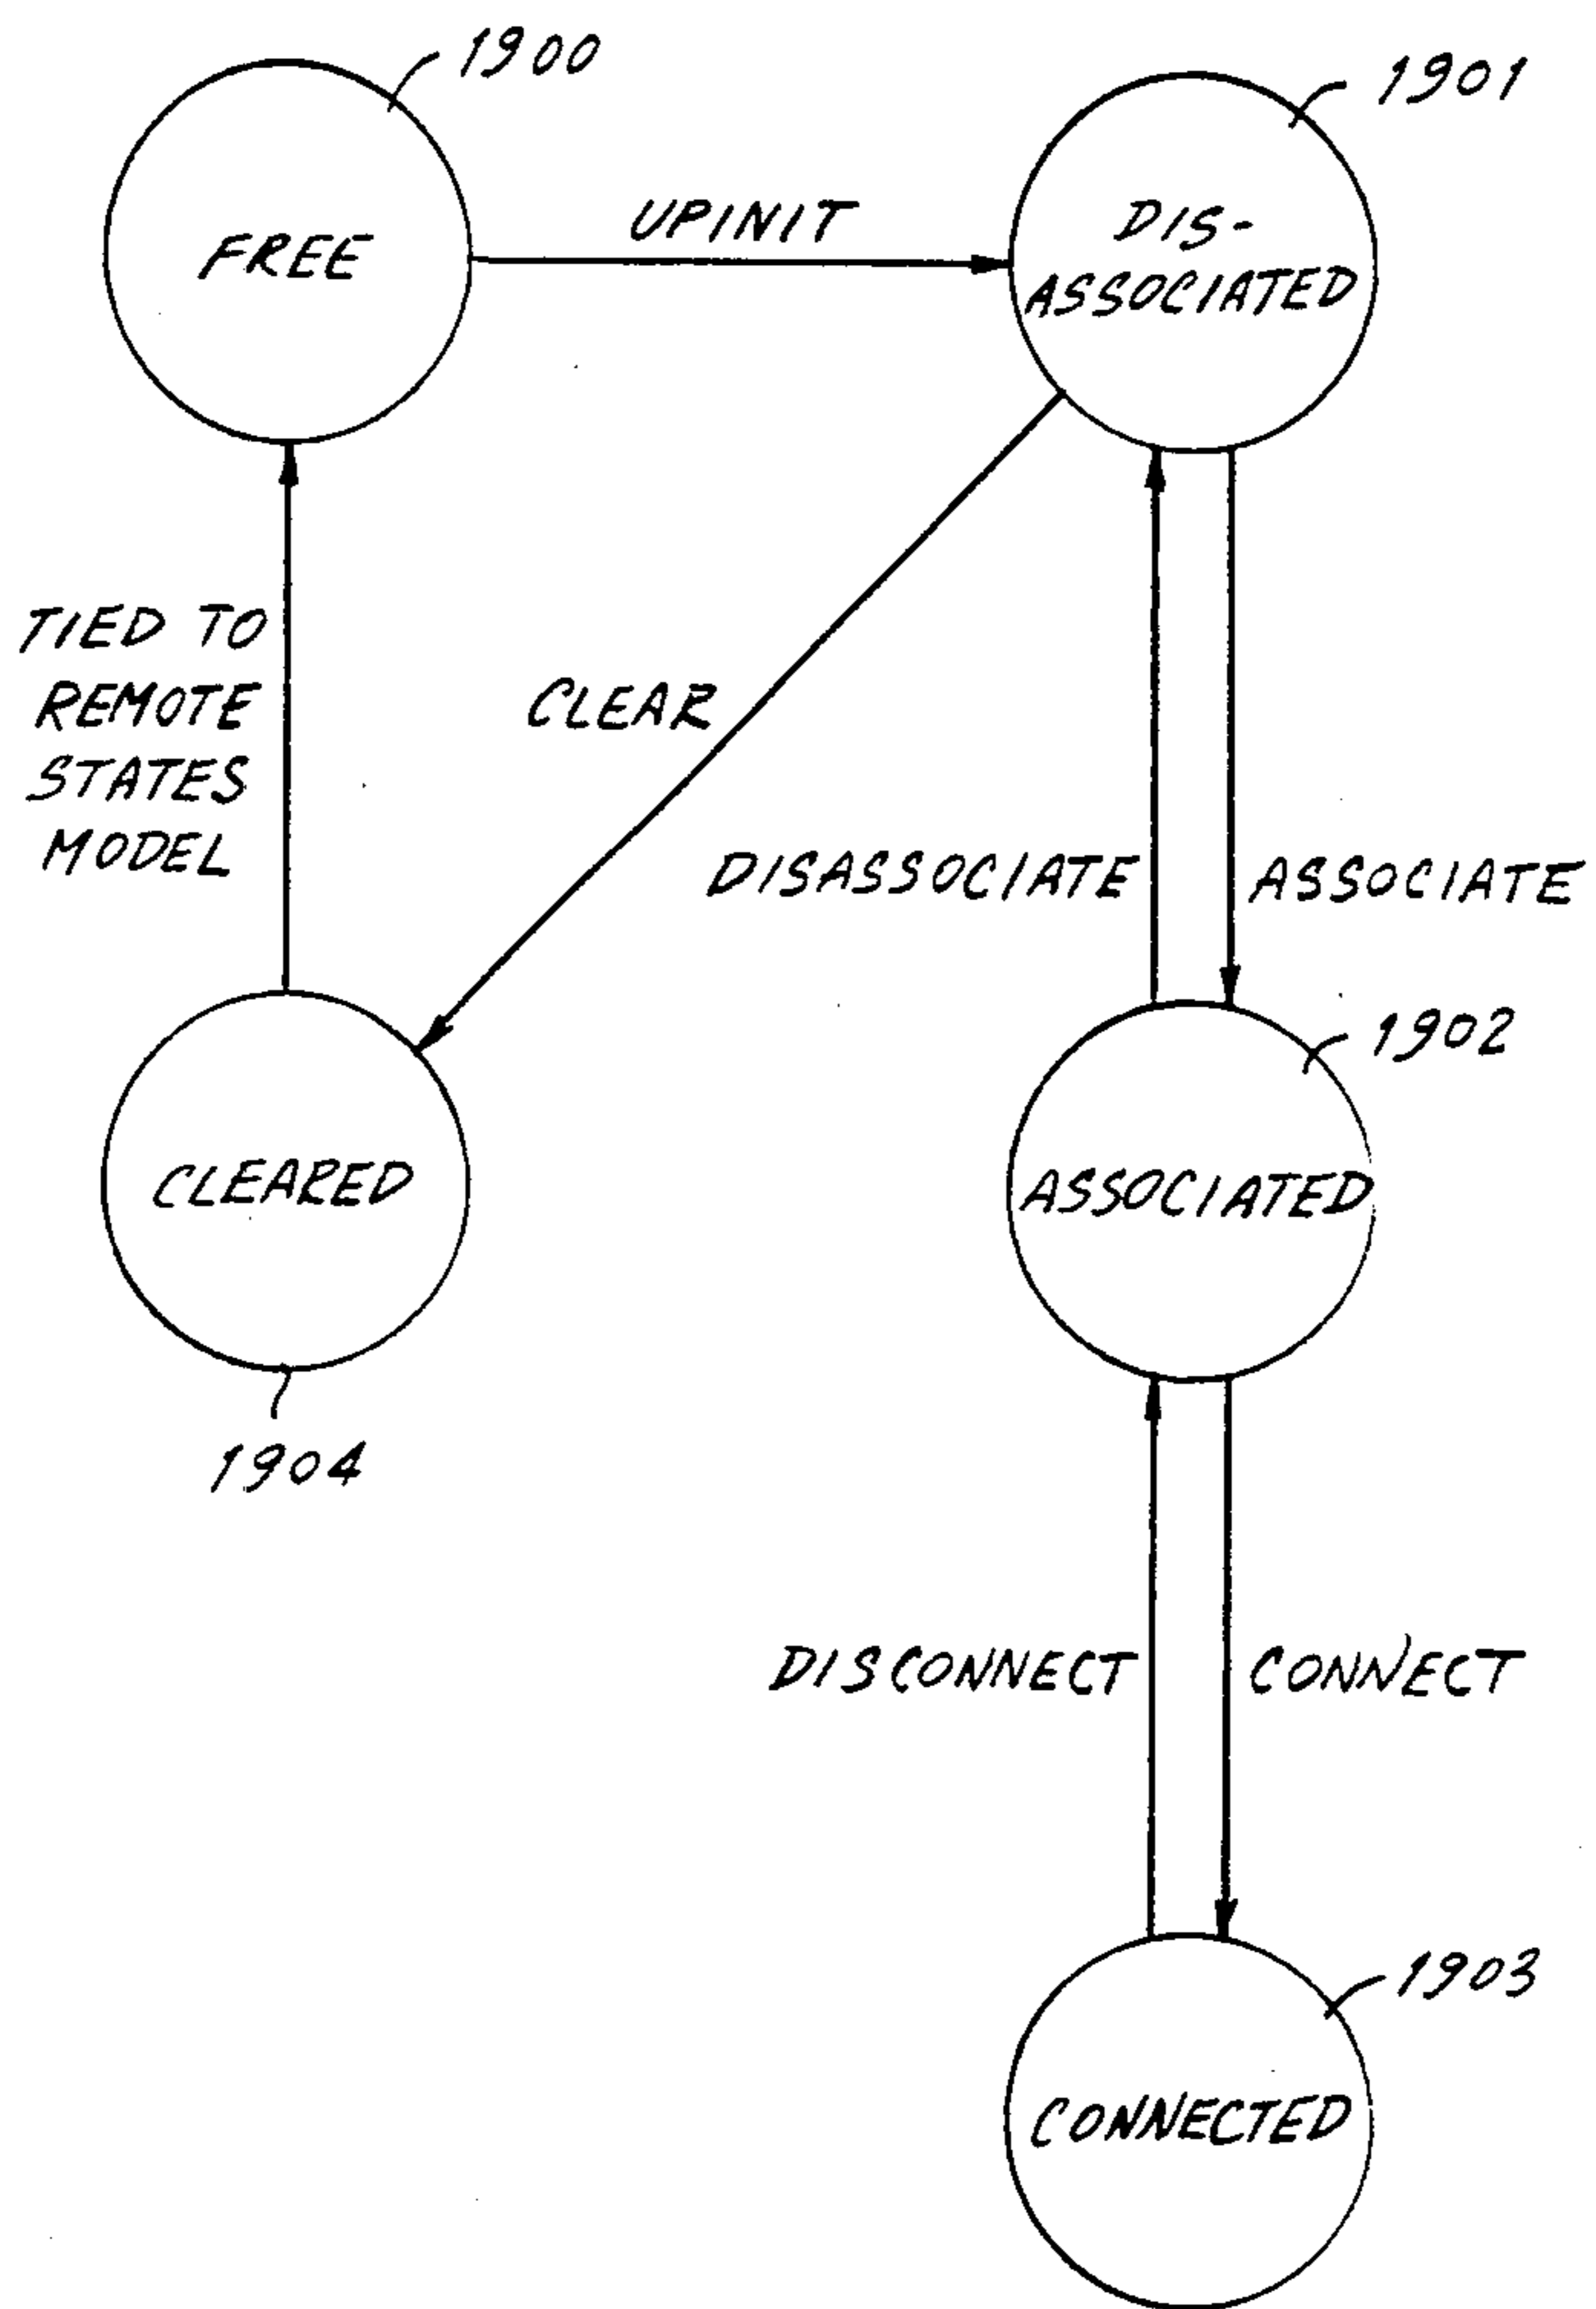 1900
1901
FREE
UPINIT
DIS-
ASSOCIATED
TIED TO
REMOTE
STATES
MODEL
CLEAR
DISASSOCIATE
ASSOCIATE
1902
CLEARED
ASSOCIATED
1904
DISCONNECT
CONNECT
1903
CONNECTED